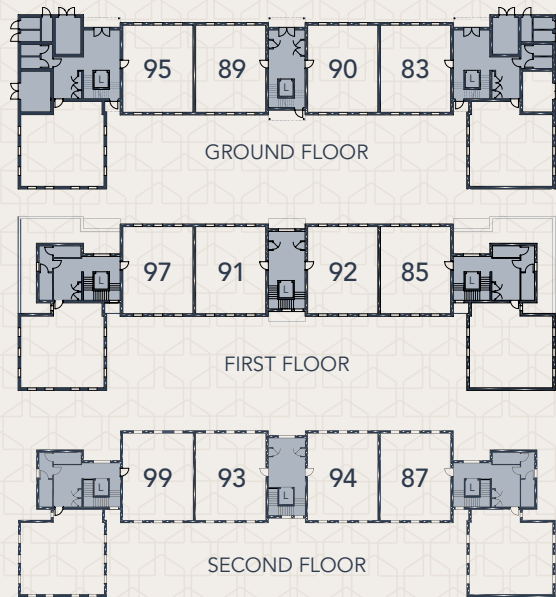 95 89 90 83
L L L
GROUND FLOOR
97 91 92 85
L L L
FIRST FLOOR
99 93 94 87
L L L
SECOND FLOOR